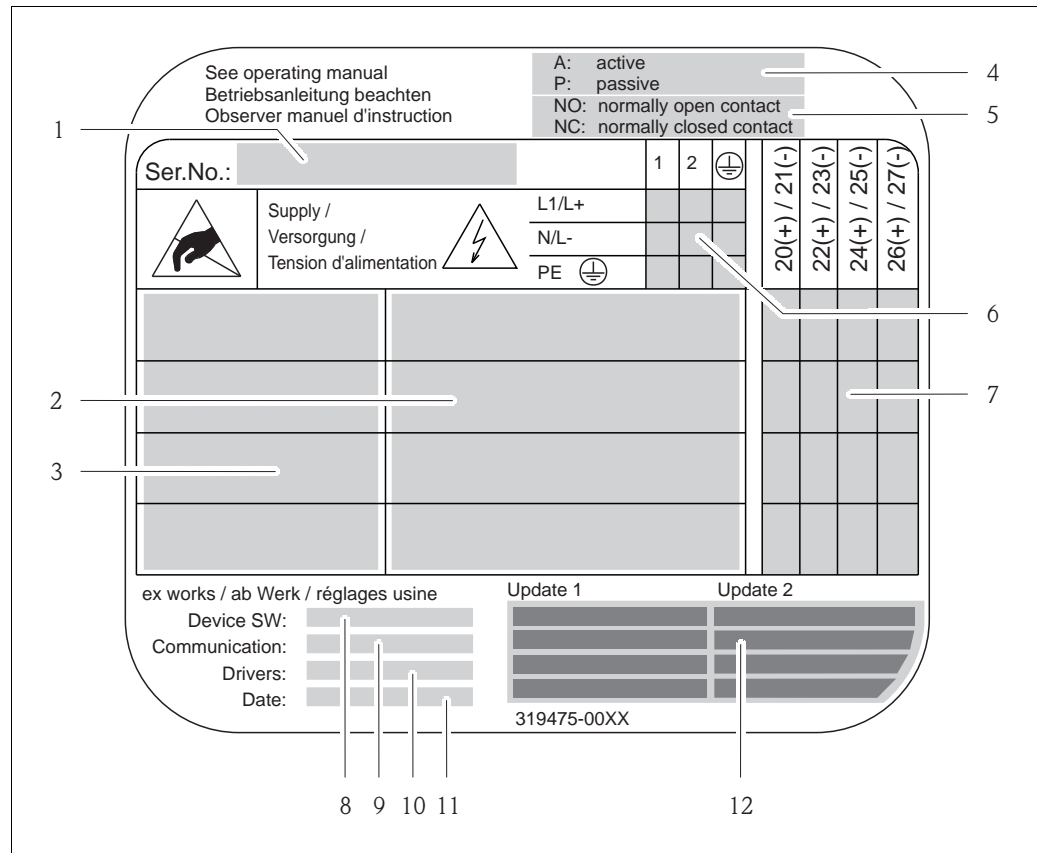 See operating manual
Betriebsanleitung beachten
Observer manuel d'instruction
A: active
P: passive
NO: normally open contact
NC: normally closed contact
4
5
1
Ser.No.:
1 2
20(+) / 21(-)
22(+) / 23(-)
24(+) / 25(-)
26(+) / 27(-)
Supply /
Versorgung /
Tension d'alimentation
L1/L+
N/L-
PE
6
2
7
3
ex works / ab Werk / réglages usine
Device SW:
Communication:
Drivers:
Date:
Update 1
Update 2
319475-00XX
8 9 10 11 12